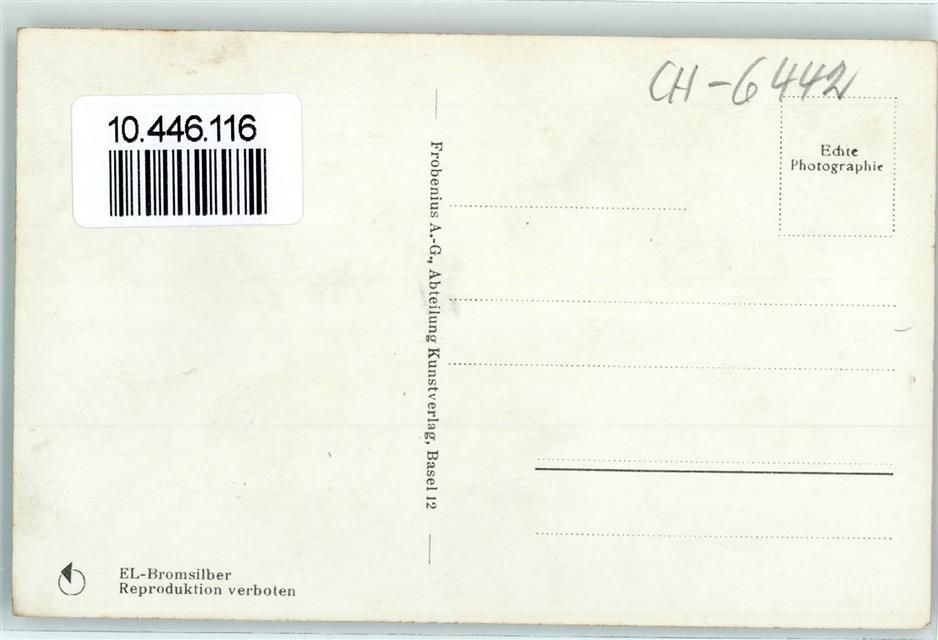 CH-6442
10.446.116
Echte
Photographie
Frobenius A.-G., Abteilung Kunstverlag, Basel 12
EL-Bromsilber
Reproduktion verboten